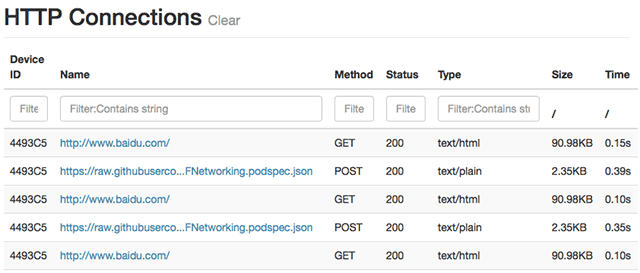 HTTP Connections Clear
Device ID Name Method Status Type Size Time
Filte Filter:Contains string Filte Filte Filter:Contains str / /
4493C5 http://www.baidu.com/ GET 200 text/html 90.98KB 0.15s
4493C5 https://raw.githubuserco...FNetworking.podspec.json POST 200 text/plain 2.35KB 0.39s
4493C5 http://www.baidu.com/ GET 200 text/html 90.98KB 0.10s
4493C5 https://raw.githubuserco...FNetworking.podspec.json POST 200 text/plain 2.35KB 0.35s
4493C5 http://www.baidu.com/ GET 200 text/html 90.98KB 0.10s